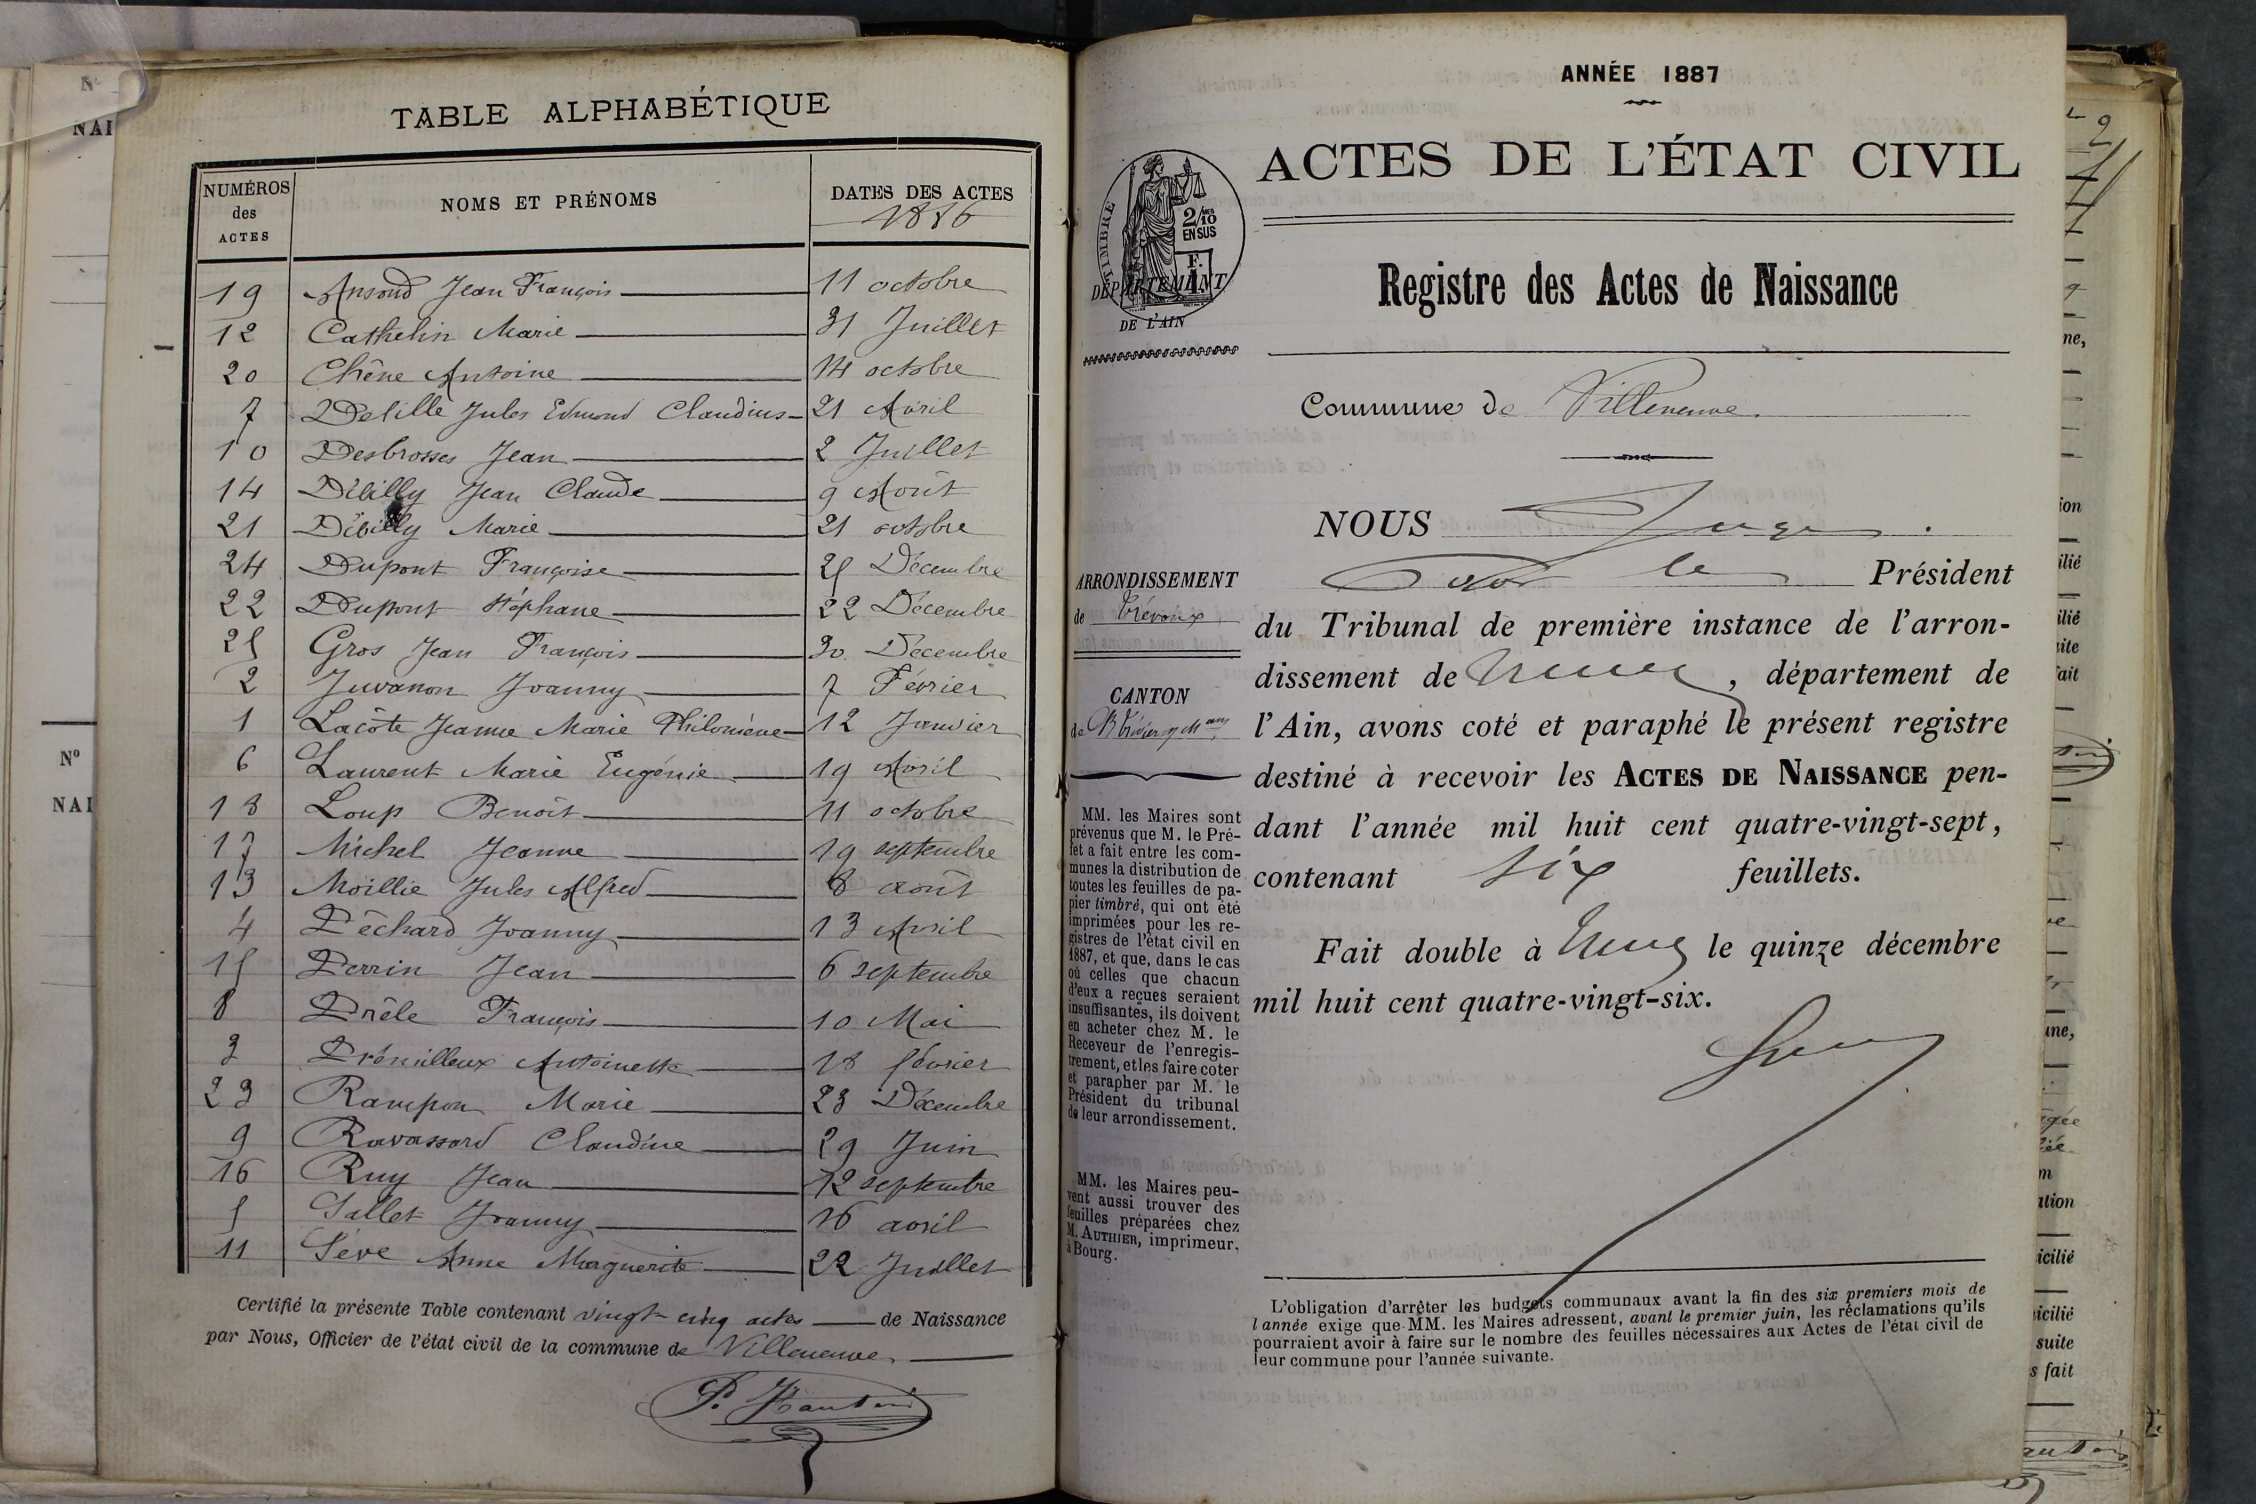 TABLE ALPHABÉTIQUE
NUMÉROS des ACTES NOMS ET PRÉNOMS DATES DES ACTES
1886
19 Ansond Jean François 11 octobre
12 Cathelin Marie 31 Juillet
20 Chêne Antoine 14 octobre
7 Delille Jules Edmond Claudius 21 Avril
10 Desbrosses Jean 2 Juillet
14 Débilly Jean Claude 9 Août
21 Débilly Marie 21 octobre
24 Dupont Françoise 25 Décembre
22 Dupont Stéphane 22 Décembre
25 Gros Jean François 30 Décembre
2 Juvanon Joanny 7 Février
1 Lacôte Jeanne Marie Philomène 12 Janvier
6 Laurent Marie Eugénie 19 Avril
18 Loup Benoît 11 octobre
17 Michel Jeanne 19 septembre
13 Moillie Jules Alfred 8 août
4 Péchard Joanny 13 Avril
15 Perrin Jean 6 septembre
8 Prêle François 10 Mai
3 Prémilleux Antoinette 18 février
23 Rampon Marie 23 Décembre
9 Ravassard Claudine 29 Juin
16 Ruy Jean 12 septembre
5 Sallet Joanny 16 avril
11 Sève Anne Marguerite 22 Juillet
Certifié la présente Table contenant vingt-cinq actes de Naissance
par Nous, Officier de l'état civil de la commune de Villeneuve
ANNÉE 1887
ACTES DE L'ÉTAT CIVIL
TIMBRE
2/10
EN SUS
F.
DÉPARTEMENT
DE L'AIN
Registre des Actes de Naissance
Commune de Villeneuve.
NOUS Juge
le Président
du Tribunal de première instance de l'arron-
dissement de Trévoux, département de
l'Ain, avons coté et paraphé le présent registre
destiné à recevoir les ACTES DE NAISSANCE pen-
dant l'année mil huit cent quatre-vingt-sept,
contenant six feuillets.
Fait double à Trévoux le quinze décembre
mil huit cent quatre-vingt-six.
ARRONDISSEMENT
de Trévoux
CANTON
de
MM. les Maires sont
prévenus que M. le Pré-
fet a fait entre les com-
munes la distribution de
toutes les feuilles de pa-
pier timbré, qui ont été
imprimées pour les re-
gistres de l'état civil en
1887, et que, dans le cas
où celles que chacun
d'eux a reçues seraient
insuffisantes, ils doivent
en acheter chez M. le
Receveur de l'enregis-
trement, et les faire coter
et parapher par M. le
Président du tribunal
de leur arrondissement.
MM. les Maires peu-
vent aussi trouver des
feuilles préparées chez
M. AUTHIER, imprimeur,
à Bourg.
L'obligation d'arrêter les budgets communaux avant la fin des six premiers mois de
l'année exige que MM. les Maires adressent, avant le premier juin, les réclamations qu'ils
pourraient avoir à faire sur le nombre des feuilles nécessaires aux Actes de l'état civil de
leur commune pour l'année suivante.